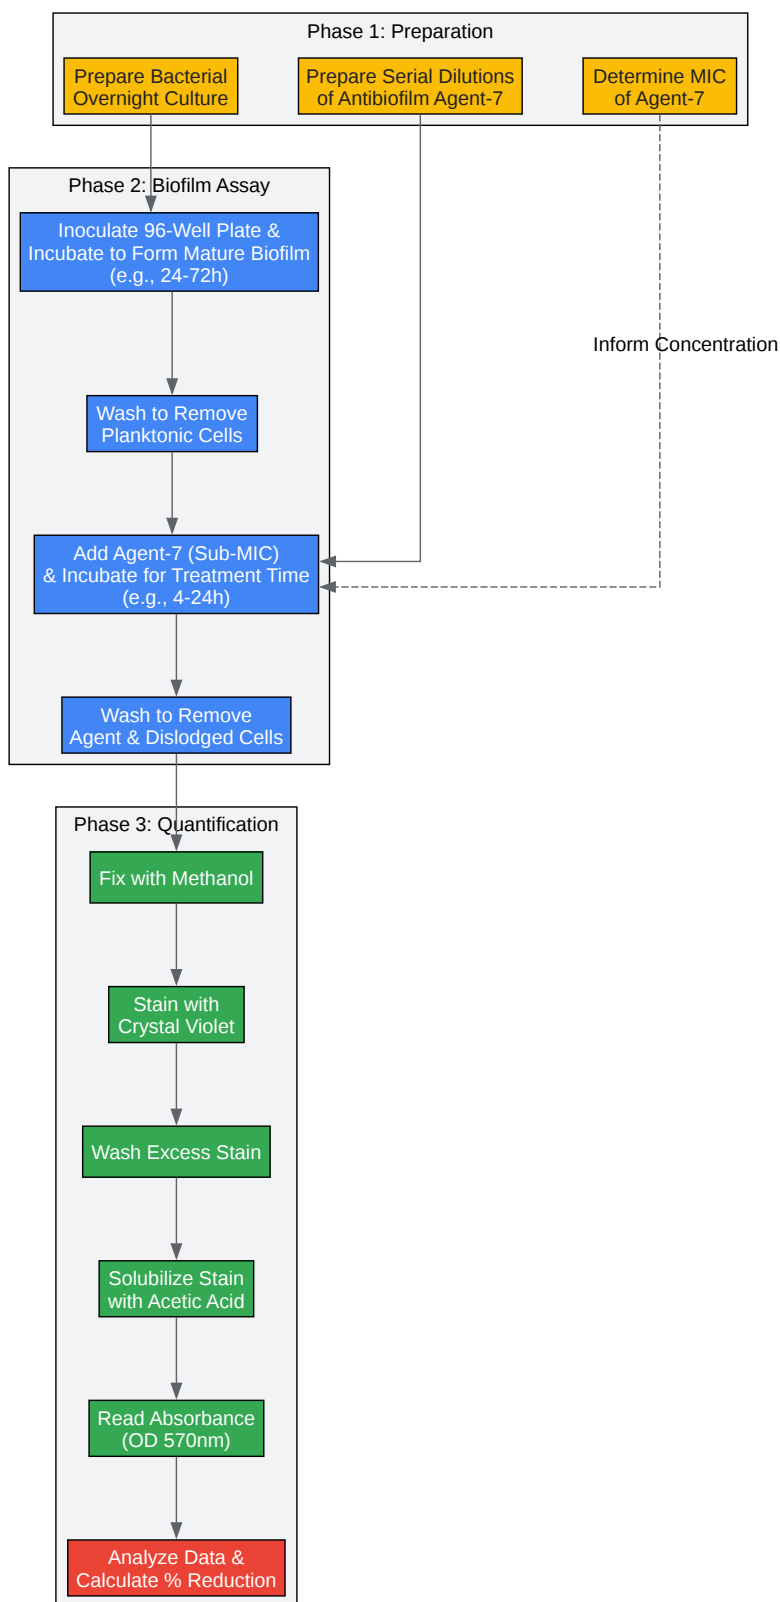 Phase 1: Preparation
Prepare Bacterial
Overnight Culture
Prepare Serial Dilutions
of Antibiofilm Agent-7
Determine MIC
of Agent-7
Phase 2: Biofilm Assay
Inoculate 96-Well Plate &
Incubate to Form Mature Biofilm
(e.g., 24-72h)
Inform Concentration
Wash to Remove
Planktonic Cells
Add Agent-7 (Sub-MIC)
& Incubate for Treatment Time
(e.g., 4-24h)
Wash to Remove
Agent & Dislodged Cells
Phase 3: Quantification
Fix with Methanol
Stain with
Crystal Violet
Wash Excess Stain
Solubilize Stain
with Acetic Acid
Read Absorbance
(OD 570nm)
Analyze Data &
Calculate % Reduction